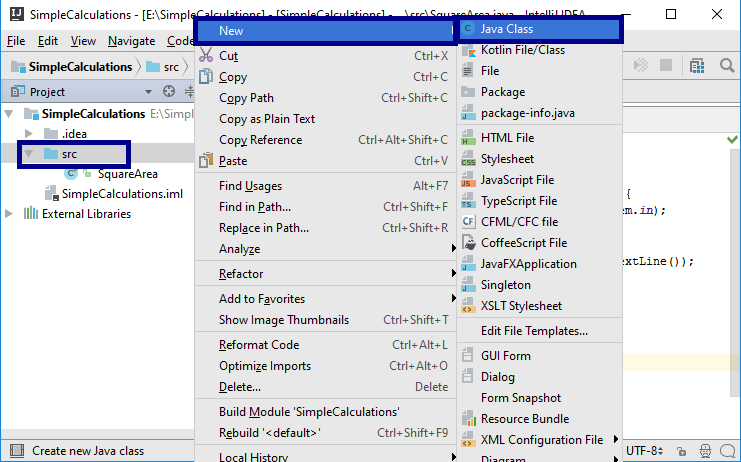 SimpleCalculations - [E:\SimpleCalculations] - [SimpleCalculations] - ...\src\SquareArea.java - IntelliJ IDEA
File Edit View Navigate Code
SimpleCalculations src
Project
SimpleCalculations E:\Simpl
.idea
src
SquareArea
SimpleCalculations.iml
External Libraries
New
Cut Ctrl+X
Copy Ctrl+C
Copy Path Ctrl+Shift+C
Copy as Plain Text
Copy Reference Ctrl+Alt+Shift+C
Paste Ctrl+V
Find Usages Alt+F7
Find in Path... Ctrl+Shift+F
Replace in Path... Ctrl+Shift+R
Analyze
Refactor
Add to Favorites
Show Image Thumbnails Ctrl+Shift+T
Reformat Code Ctrl+Alt+L
Optimize Imports Ctrl+Alt+O
Delete... Delete
Build Module 'SimpleCalculations'
Rebuild '<default>' Ctrl+Shift+F9
Local History
Java Class
Kotlin File/Class
File
Package
package-info.java
HTML File
Stylesheet
JavaScript File
TypeScript File
CFML/CFC file
CoffeeScript File
JavaFXApplication
Singleton
XSLT Stylesheet
Edit File Templates...
GUI Form
Dialog
Form Snapshot
Resource Bundle
XML Configuration File
Diagram
{
em.in);
extLine());
Create new Java class
UTF-8